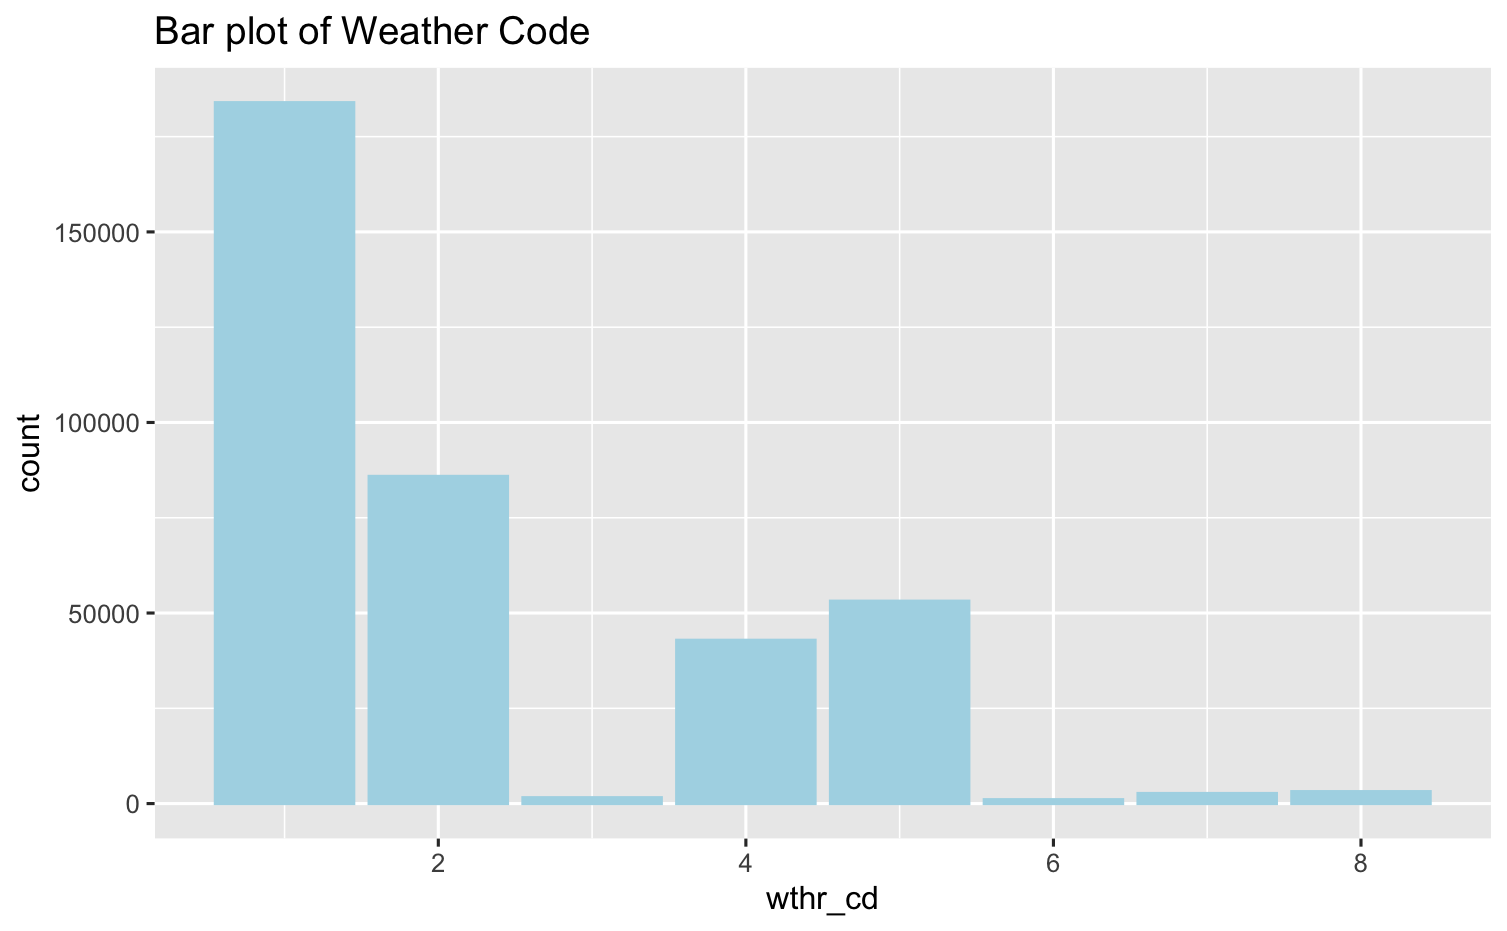 Bar plot of Weather Code
count
150000
100000
50000
0
2 4 6 8
wthr_cd